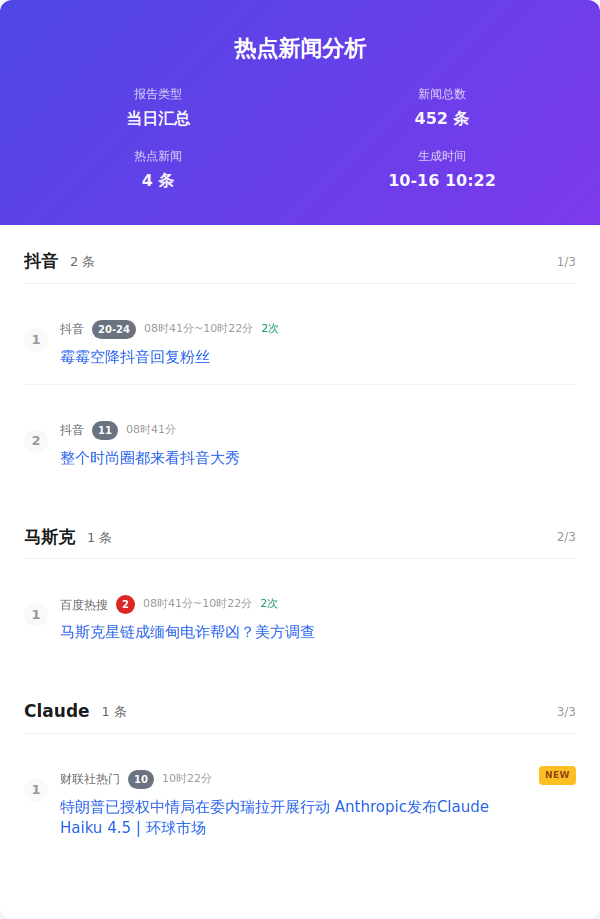 热点新闻分析
报告类型
新闻总数
当日汇总
452 条
热点新闻
生成时间
4 条
10-16 10:22
抖音 2 条 1/3
1 抖音 20-24 08时41分~10时22分 2次
霉霉空降抖音回复粉丝
2 抖音 11 08时41分
整个时尚圈都来看抖音大秀
马斯克 1 条 2/3
1 百度热搜 2 08时41分~10时22分 2次
马斯克星链成缅甸电诈帮凶？美方调查
Claude 1 条 3/3
1 财联社热门 10 10时22分 NEW
特朗普已授权中情局在委内瑞拉开展行动 Anthropic发布Claude
Haiku 4.5 | 环球市场